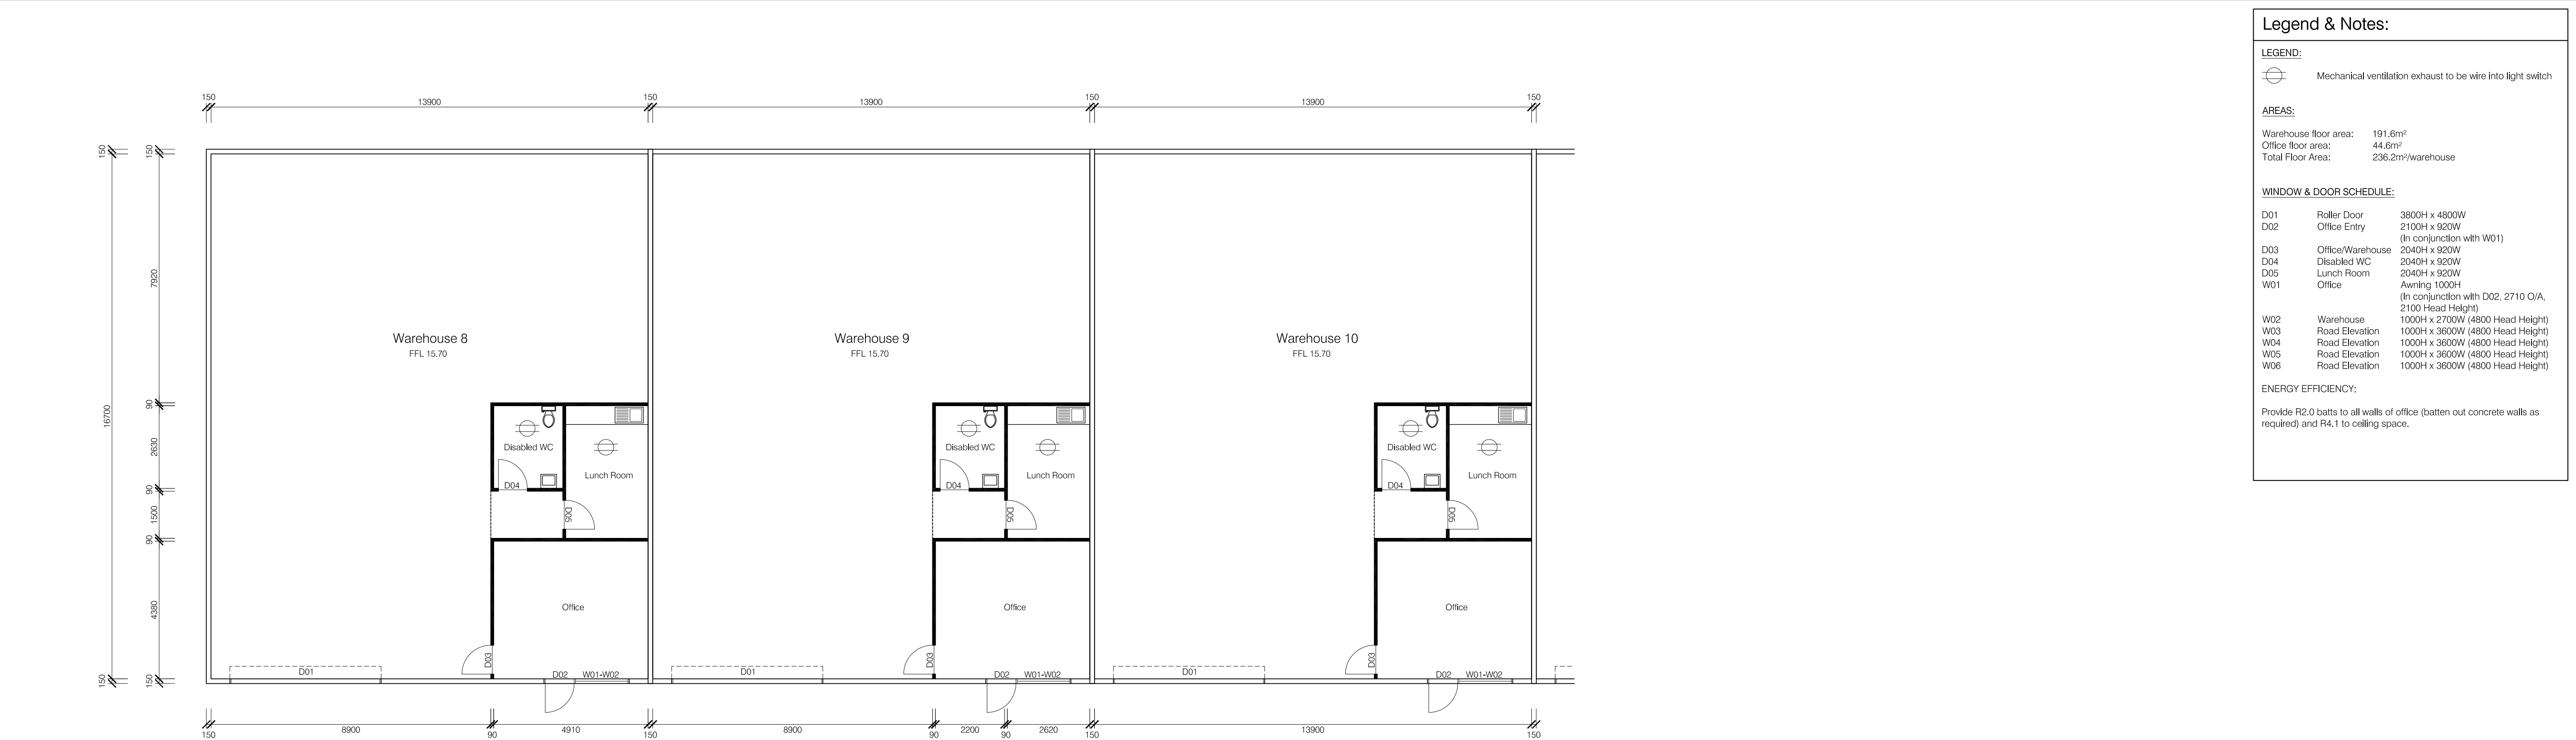 Legend & Notes:
LEGEND:
Mechanical ventilation exhaust to be wire into light switch
AREAS:
Warehouse floor area: 191.6m²
Office floor area: 44.6m²
Total Floor Area: 236.2m²/warehouse
WINDOW & DOOR SCHEDULE:
D01 Roller Door 3800H x 4800W
D02 Office Entry 2100H x 920W
(In conjunction with W01)
D03 Office/Warehouse 2040H x 920W
D04 Disabled WC 2040H x 920W
D05 Lunch Room 2040H x 920W
W01 Office Awning 1000H
(In conjunction with D02, 2710 O/A,
2100 Head Height)
W02 Warehouse 1000H x 2700W (4800 Head Height)
W03 Road Elevation 1000H x 3600W (4800 Head Height)
W04 Road Elevation 1000H x 3600W (4800 Head Height)
W05 Road Elevation 1000H x 3600W (4800 Head Height)
W06 Road Elevation 1000H x 3600W (4800 Head Height)
ENERGY EFFICIENCY:
Provide R2.0 batts to all walls of office (batten out concrete walls as
required) and R4.1 to ceiling space.
150 13900 150 13900 150 13900 150
150
16700
150
150
7920
90
2630
90
1500
90
4380
150
Warehouse 8
FFL 15.70
Disabled WC
Lunch Room
D04
D05
Office
D03
D01
D02 W01-W02
Warehouse 9
FFL 15.70
Disabled WC
Lunch Room
D04
D05
Office
D03
D01
D02 W01-W02
Warehouse 10
FFL 15.70
Disabled WC
Lunch Room
D04
D05
Office
D03
D01
D02 W01-W02
150 8900 90 4910 150 8900 90 2200 90 2620 150 13900 150